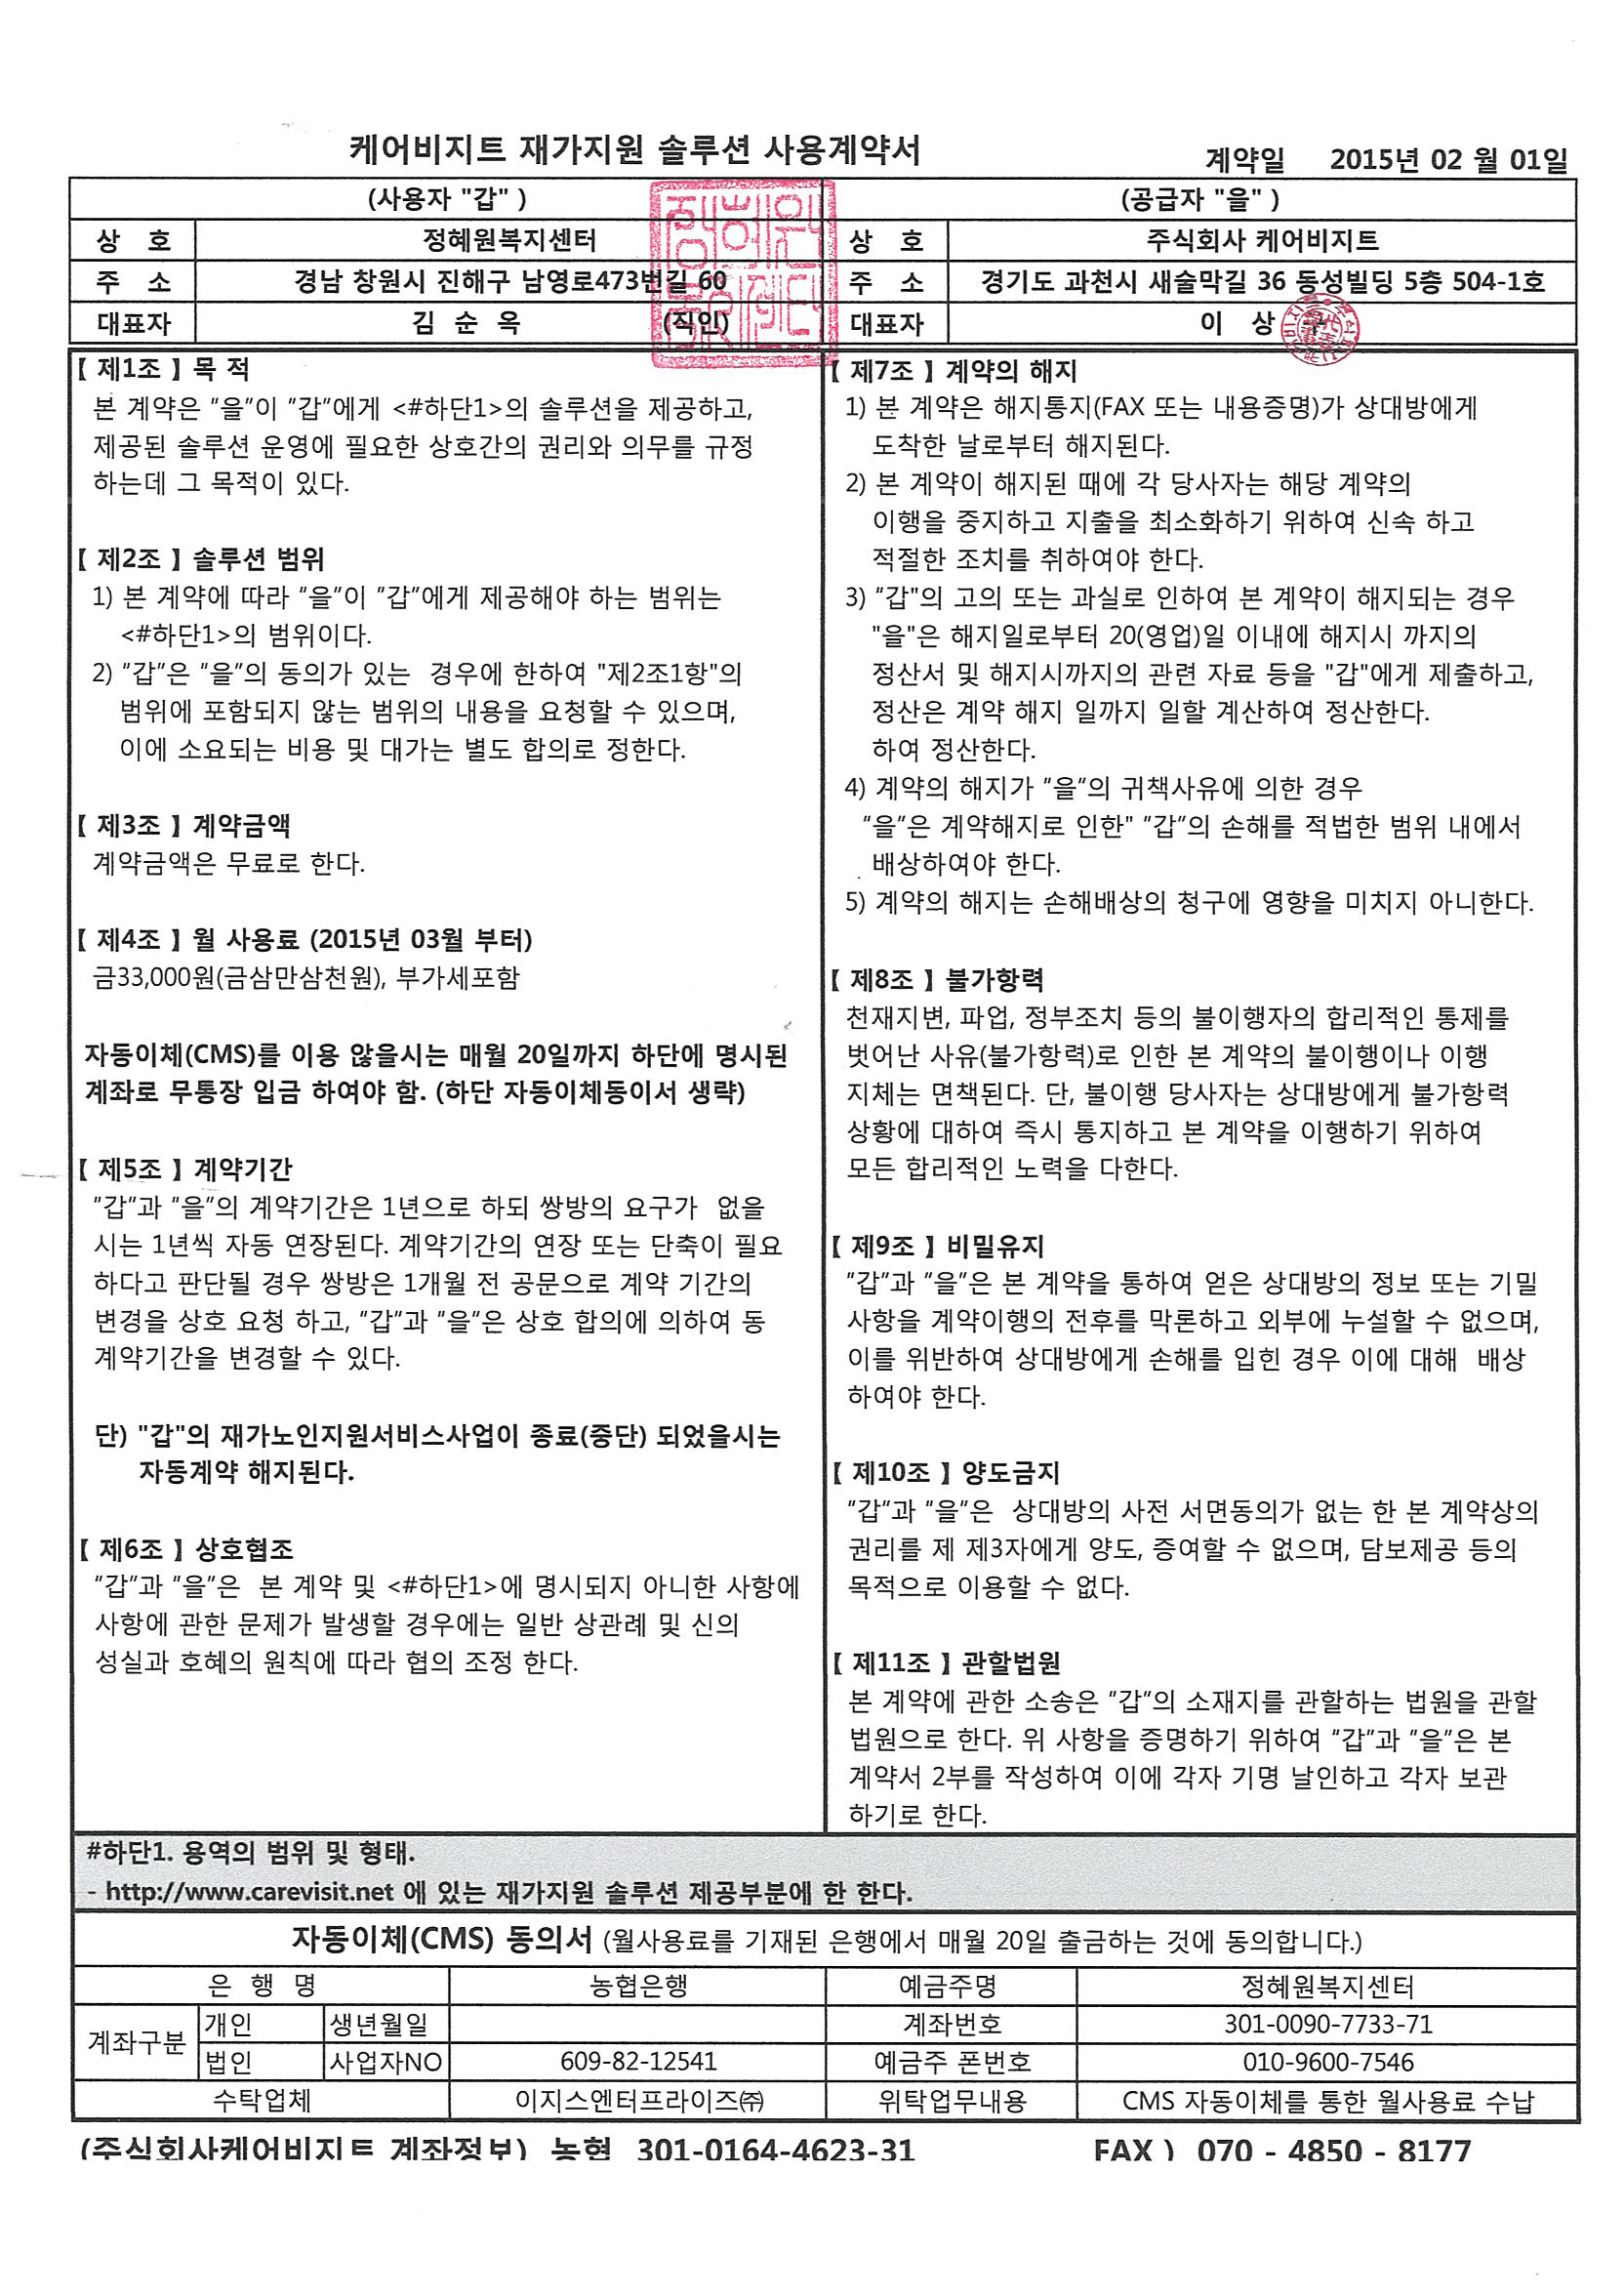 케어비지트 재가지원 솔루션 사용계약서
계약일 2015년 02 월 01일
(사용자 "갑" ) (공급자 "을" )
상 호 정혜원복지센터 상 호 주식회사 케어비지트
주 소 경남 창원시 진해구 남영로473번길 60 주 소 경기도 과천시 새술막길 36 동성빌딩 5층 504-1호
대표자 김 순 옥 (직인) 대표자 이 상
【 제1조 】 목 적
본 계약은 "을"이 "갑"에게 <#하단1>의 솔루션을 제공하고,
제공된 솔루션 운영에 필요한 상호간의 권리와 의무를 규정
하는데 그 목적이 있다.
【 제2조 】 솔루션 범위
1) 본 계약에 따라 "을"이 "갑"에게 제공해야 하는 범위는
<#하단1>의 범위이다.
2) "갑"은 "을"의 동의가 있는 경우에 한하여 "제2조1항"의
범위에 포함되지 않는 범위의 내용을 요청할 수 있으며,
이에 소요되는 비용 및 대가는 별도 합의로 정한다.
【 제3조 】 계약금액
계약금액은 무료로 한다.
【 제4조 】 월 사용료 (2015년 03월 부터)
금33,000원(금삼만삼천원), 부가세포함
자동이체(CMS)를 이용 않을시는 매월 20일까지 하단에 명시된
계좌로 무통장 입금 하여야 함. (하단 자동이체동이서 생략)
【 제5조 】 계약기간
"갑"과 "을"의 계약기간은 1년으로 하되 쌍방의 요구가 없을
시는 1년씩 자동 연장된다. 계약기간의 연장 또는 단축이 필요
하다고 판단될 경우 쌍방은 1개월 전 공문으로 계약 기간의
변경을 상호 요청 하고, "갑"과 "을"은 상호 합의에 의하여 동
계약기간을 변경할 수 있다.
단) "갑"의 재가노인지원서비스사업이 종료(중단) 되었을시는
자동계약 해지된다.
【 제6조 】 상호협조
"갑"과 "을"은 본 계약 및 <#하단1>에 명시되지 아니한 사항에
사항에 관한 문제가 발생할 경우에는 일반 상관례 및 신의
성실과 호혜의 원칙에 따라 협의 조정 한다.
【 제7조 】 계약의 해지
1) 본 계약은 해지통지(FAX 또는 내용증명)가 상대방에게
도착한 날로부터 해지된다.
2) 본 계약이 해지된 때에 각 당사자는 해당 계약의
이행을 중지하고 지출을 최소화하기 위하여 신속 하고
적절한 조치를 취하여야 한다.
3) "갑"의 고의 또는 과실로 인하여 본 계약이 해지되는 경우
"을"은 해지일로부터 20(영업)일 이내에 해지시 까지의
정산서 및 해지시까지의 관련 자료 등을 "갑"에게 제출하고,
정산은 계약 해지 일까지 일할 계산하여 정산한다.
하여 정산한다.
4) 계약의 해지가 "을"의 귀책사유에 의한 경우
"을"은 계약해지로 인한" "갑"의 손해를 적법한 범위 내에서
배상하여야 한다.
5) 계약의 해지는 손해배상의 청구에 영향을 미치지 아니한다.
【 제8조 】 불가항력
천재지변, 파업, 정부조치 등의 불이행자의 합리적인 통제를
벗어난 사유(불가항력)로 인한 본 계약의 불이행이나 이행
지체는 면책된다. 단, 불이행 당사자는 상대방에게 불가항력
상황에 대하여 즉시 통지하고 본 계약을 이행하기 위하여
모든 합리적인 노력을 다한다.
【 제9조 】 비밀유지
"갑"과 "을"은 본 계약을 통하여 얻은 상대방의 정보 또는 기밀
사항을 계약이행의 전후를 막론하고 외부에 누설할 수 없으며,
이를 위반하여 상대방에게 손해를 입힌 경우 이에 대해 배상
하여야 한다.
【 제10조 】 양도금지
"갑"과 "을"은 상대방의 사전 서면동의가 없는 한 본 계약상의
권리를 제 제3자에게 양도, 증여할 수 없으며, 담보제공 등의
목적으로 이용할 수 없다.
【 제11조 】 관할법원
본 계약에 관한 소송은 "갑"의 소재지를 관할하는 법원을 관할
법원으로 한다. 위 사항을 증명하기 위하여 "갑"과 "을"은 본
계약서 2부를 작성하여 이에 각자 기명 날인하고 각자 보관
하기로 한다.
#하단1. 용역의 범위 및 형태.
- http://www.carevisit.net 에 있는 재가지원 솔루션 제공부분에 한 한다.
자동이체(CMS) 동의서 (월사용료를 기재된 은행에서 매월 20일 출금하는 것에 동의합니다.)
은 행 명 농협은행 예금주명 정혜원복지센터
계좌구분 개인 생년월일 계좌번호 301-0090-7733-71
법인 사업자NO 609-82-12541 예금주 폰번호 010-9600-7546
수탁업체 이지스엔터프라이즈㈜ 위탁업무내용 CMS 자동이체를 통한 월사용료 수납
(주식회사케어비지트 계좌정보) 농협 301-0164-4623-31 FAX ) 070 - 4850 - 8177